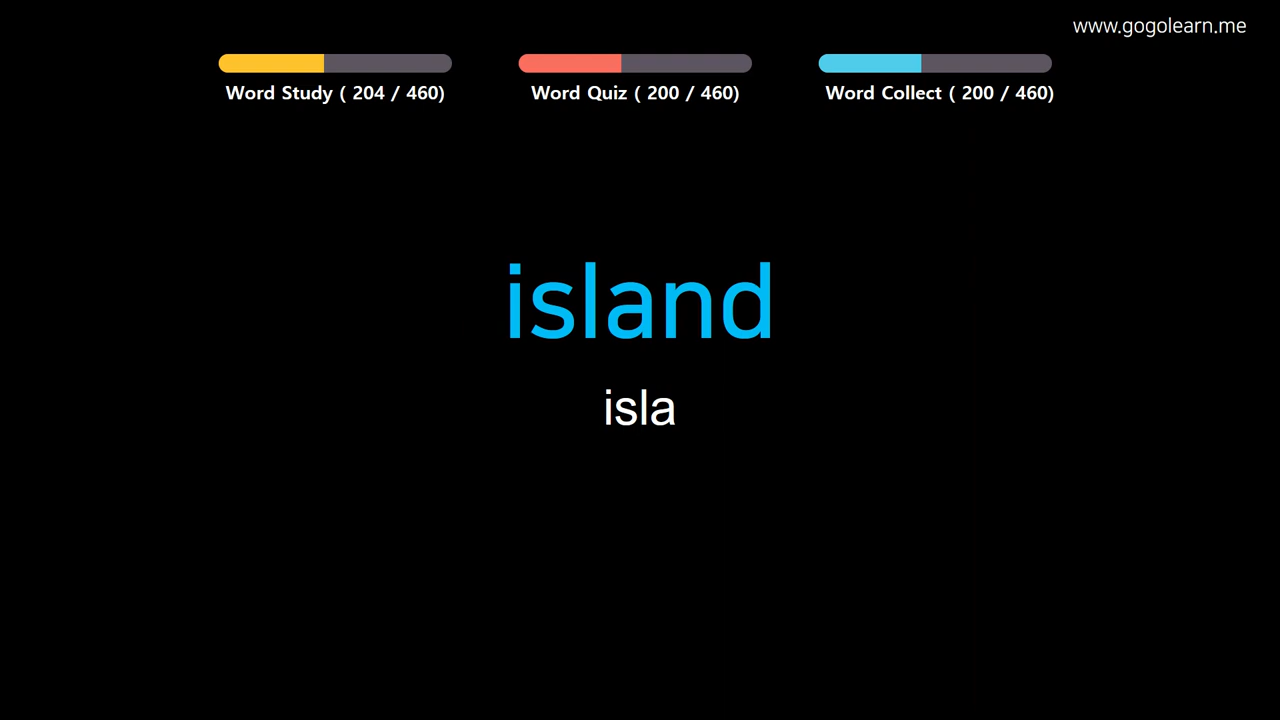 www.gogolearn.me
Word Study ( 204 / 460)
Word Quiz ( 200 / 460)
Word Collect ( 200 / 460)
island
isla